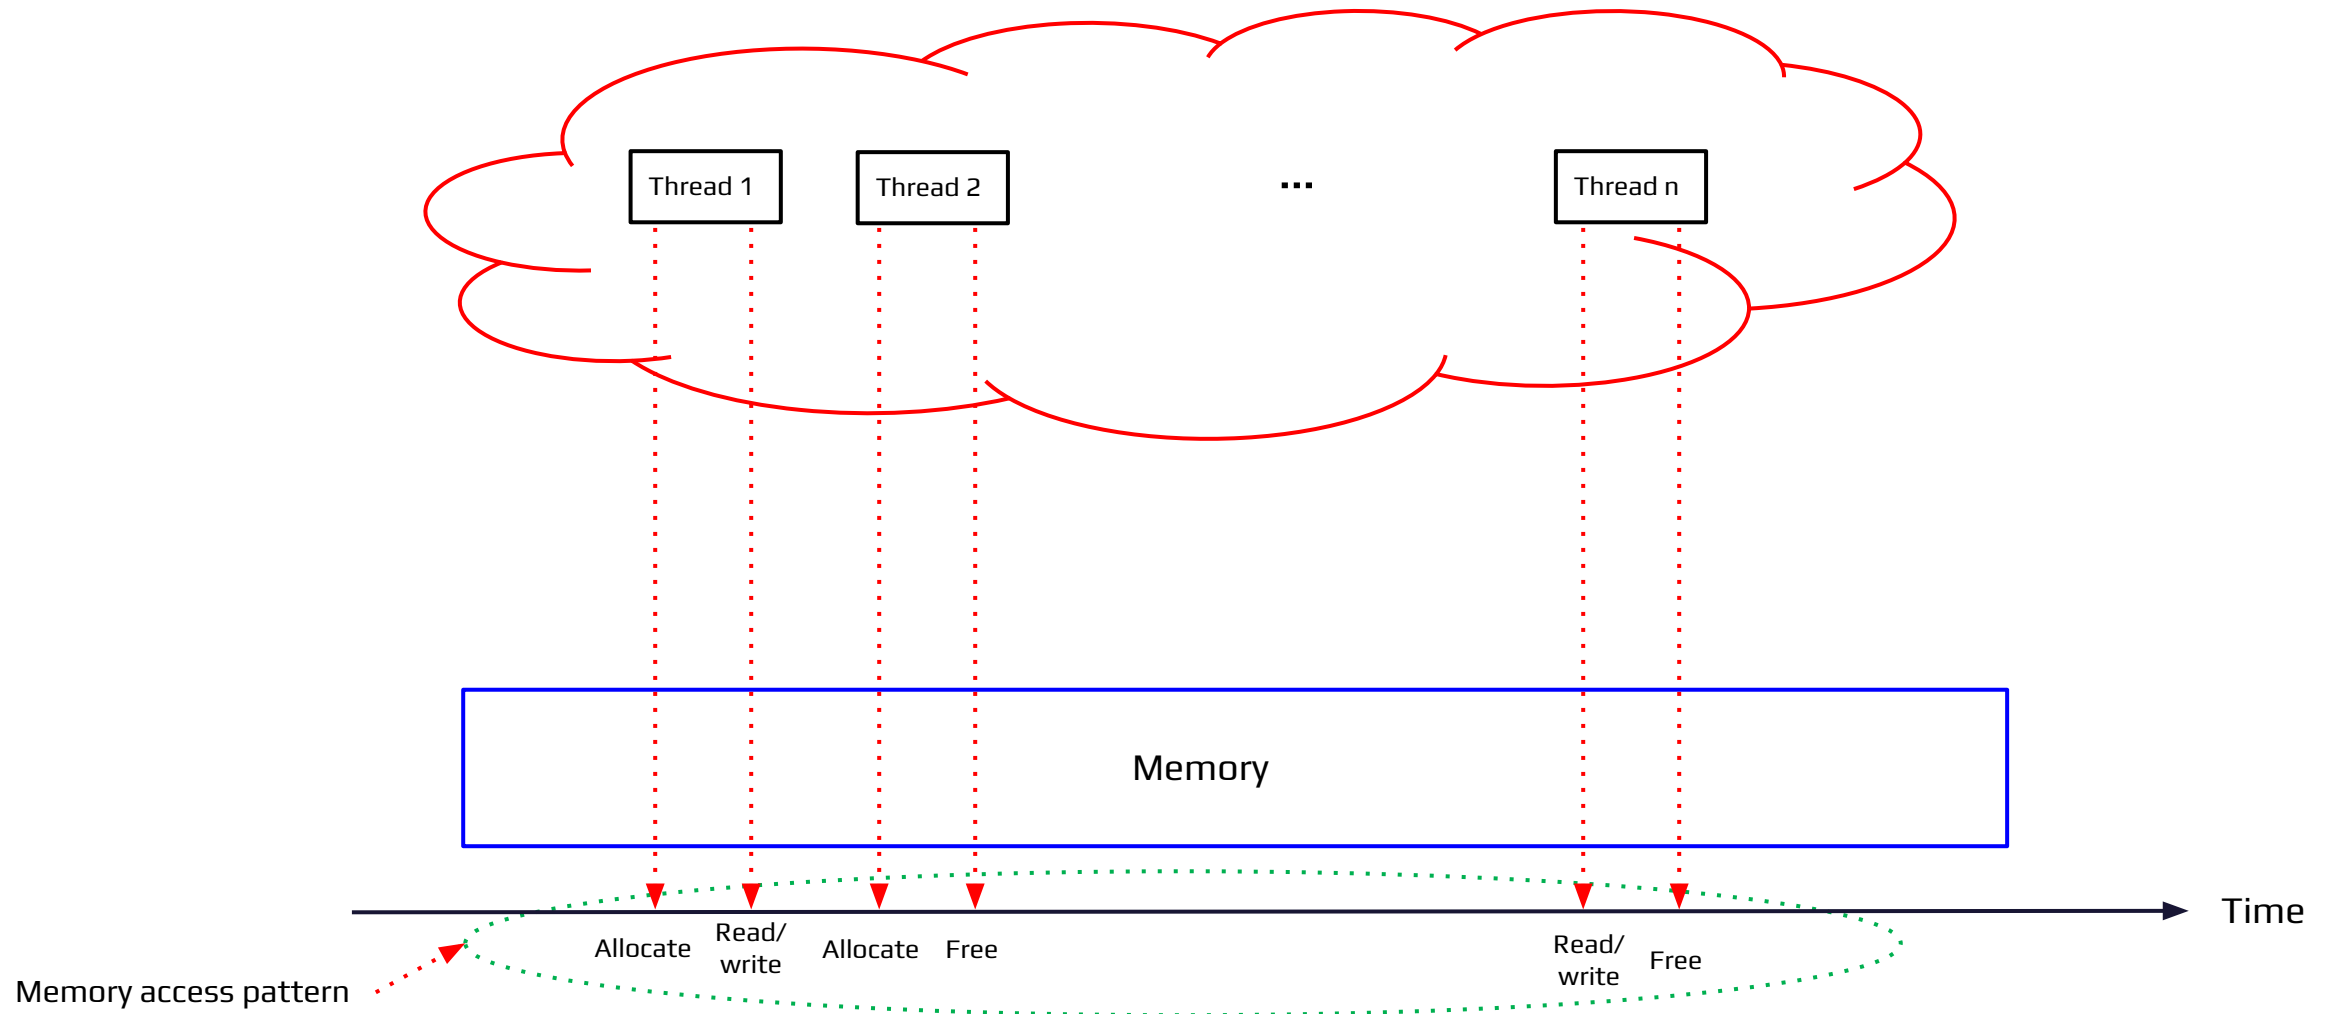 Thread 1
Thread 2
...
Thread n
Memory
Time
Allocate
Read/
write
Allocate
Free
Read/
write
Free
Memory access pattern